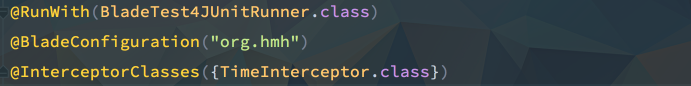 @RunWith(BladeTest4JUnitRunner.class)
@BladeConfiguration("org.hmh")
@InterceptorClasses({TimeInterceptor.class})